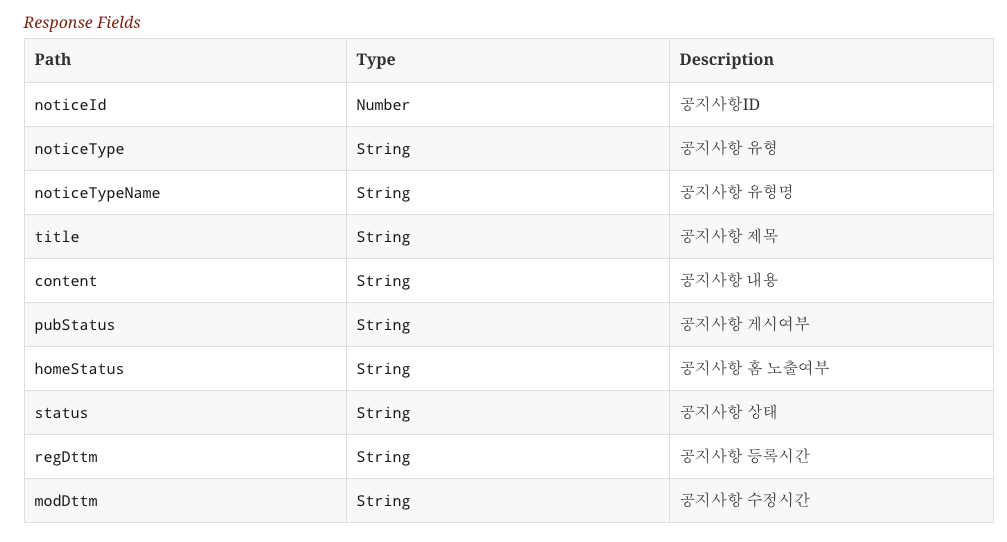 Response Fields
Path Type Description
noticeId Number 공지사항ID
noticeType String 공지사항 유형
noticeTypeName String 공지사항 유형명
title String 공지사항 제목
content String 공지사항 내용
pubStatus String 공지사항 게시여부
homeStatus String 공지사항 홈 노출여부
status String 공지사항 상태
regDttm String 공지사항 등록시간
modDttm String 공지사항 수정시간